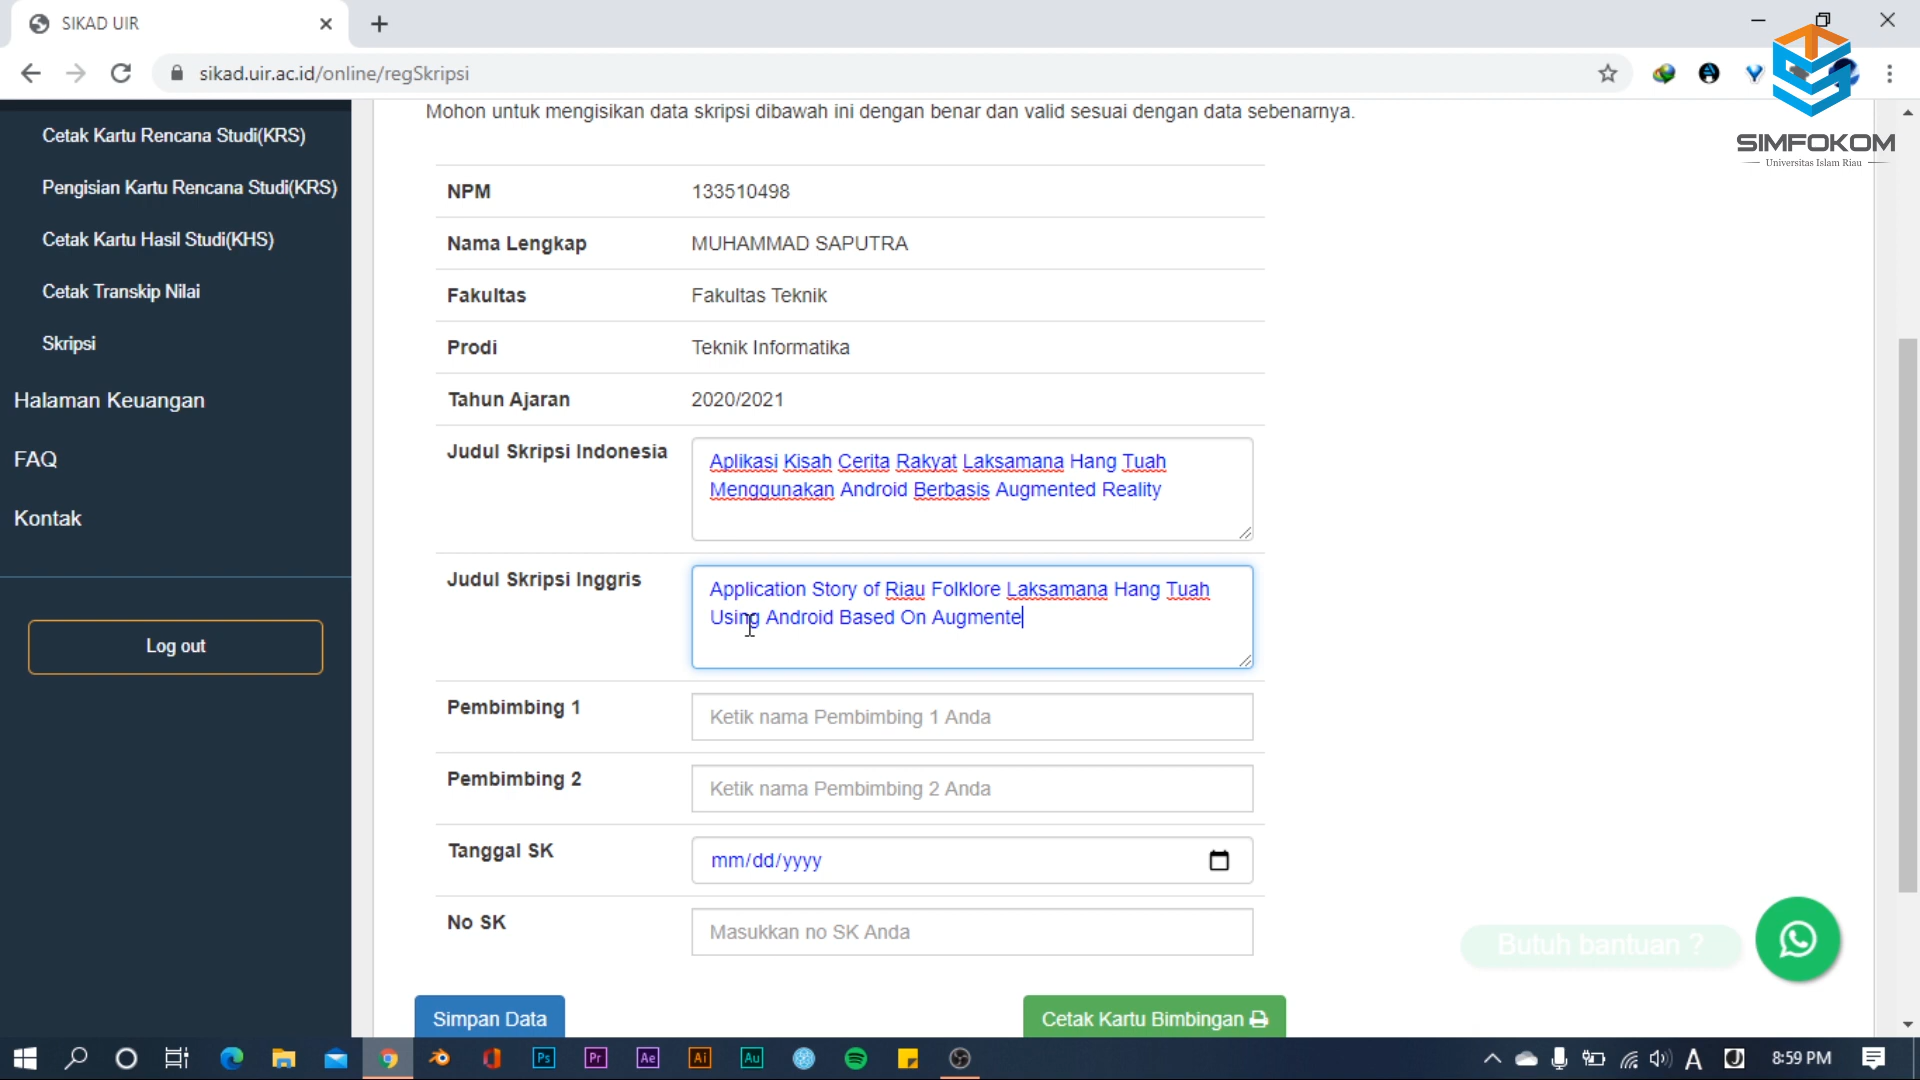 SIKAD UIR
sikad.uir.ac.id/online/regSkripsi
SIMFOKOM
Universitas Islam Riau
Cetak Kartu Rencana Studi(KRS)
Pengisian Kartu Rencana Studi(KRS)
Cetak Kartu Hasil Studi(KHS)
Cetak Transkip Nilai
Skripsi
Halaman Keuangan
FAQ
Kontak
Log out
Mohon untuk mengisikan data skripsi dibawah ini dengan benar dan valid sesuai dengan data sebenarnya.
NPM 133510498
Nama Lengkap MUHAMMAD SAPUTRA
Fakultas Fakultas Teknik
Prodi Teknik Informatika
Tahun Ajaran 2020/2021
Judul Skripsi Indonesia Aplikasi Kisah Cerita Rakyat Laksamana Hang Tuah
Menggunakan Android Berbasis Augmented Reality
Judul Skripsi Inggris Application Story of Riau Folklore Laksamana Hang Tuah
Using Android Based On Augmente
Pembimbing 1 Ketik nama Pembimbing 1 Anda
Pembimbing 2 Ketik nama Pembimbing 2 Anda
Tanggal SK mm/dd/yyyy
No SK Masukkan no SK Anda
Butuh bantuan ?
Simpan Data
Cetak Kartu Bimbingan
Ps Pr Ae Ai Au A 8:59 PM